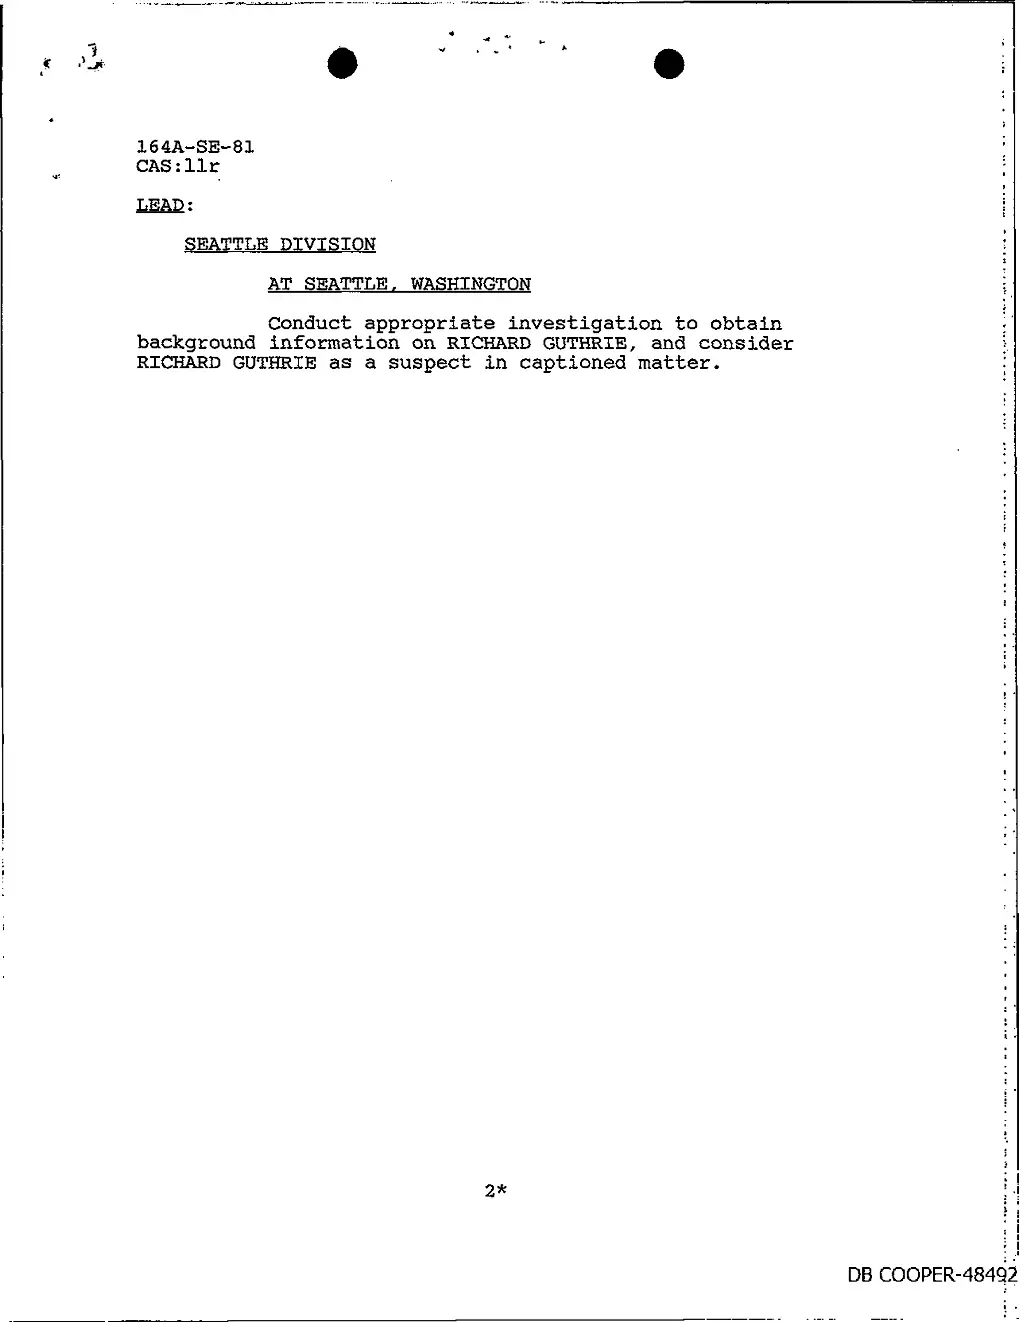 164A-SE-81
CAS:llr
LEAD:
SEATTLE DIVISION
AT SEATTLE, WASHINGTON
Conduct appropriate investigation to obtain
background information on RICHARD GUTHRIE, and consider
RICHARD GUTHRIE as a suspect in captioned matter.
2*
DB COOPER-48492